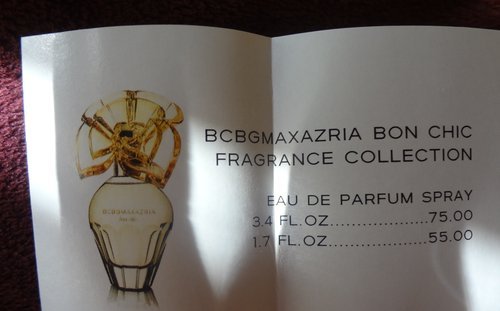 BCBGMAXAZRIA BON CHIC
FRAGRANCE COLLECTION
EAU DE PARFUM SPRAY
3.4 FL.OZ......................75.00
1.7 FL.OZ......................55.00
BCBGMAXAZRIA